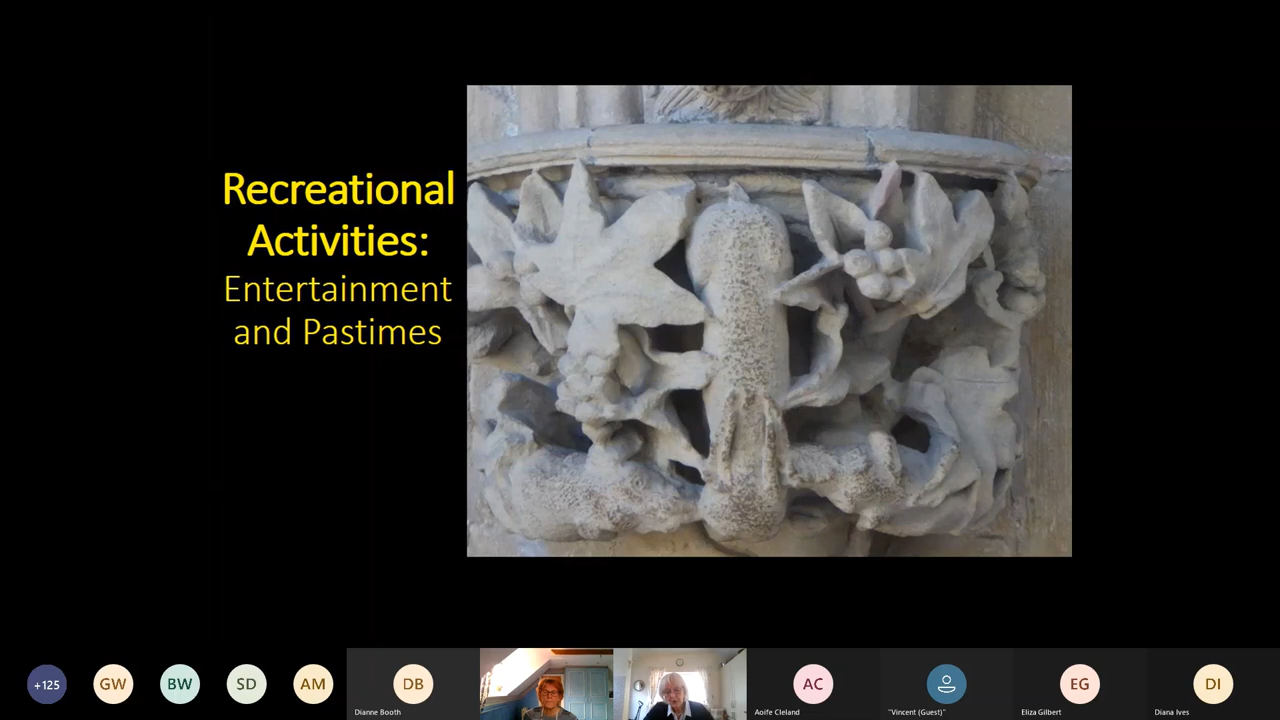 Recreational
Activities:
Entertainment
and Pastimes
+125
GW
BW
SD
AM
DB
Dianne Booth
AC
Aoife Cleland
"Vincent (Guest)"
EG
Eliza Gilbert
DI
Diana Ives